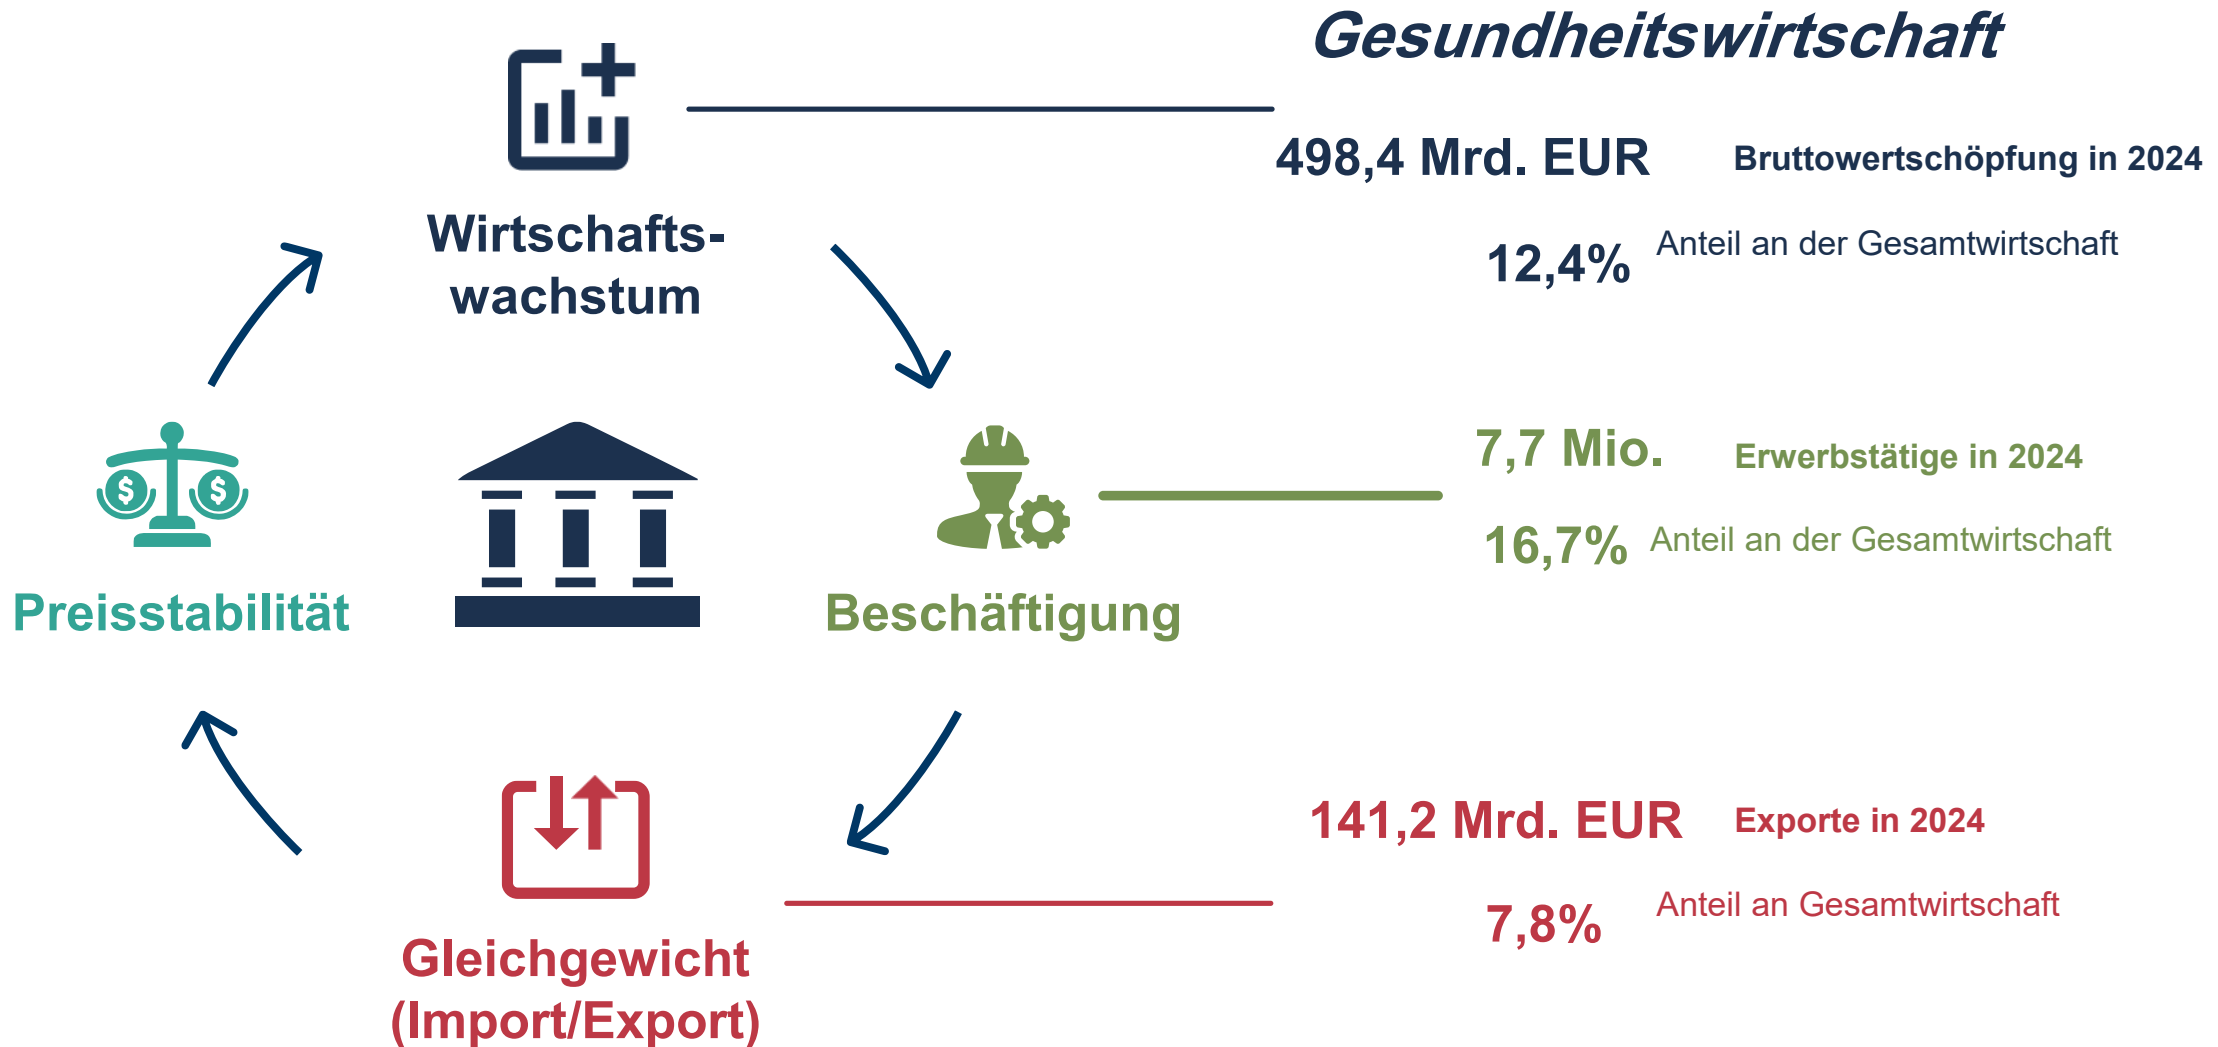 Gesundheitswirtschaft
498,4 Mrd. EUR Bruttowertschöpfung in 2024
12,4% Anteil an der Gesamtwirtschaft
Wirtschafts-
wachstum
7,7 Mio. Erwerbstätige in 2024
16,7% Anteil an der Gesamtwirtschaft
$ $
Preisstabilität
Beschäftigung
141,2 Mrd. EUR Exporte in 2024
7,8% Anteil an Gesamtwirtschaft
Gleichgewicht
(Import/Export)